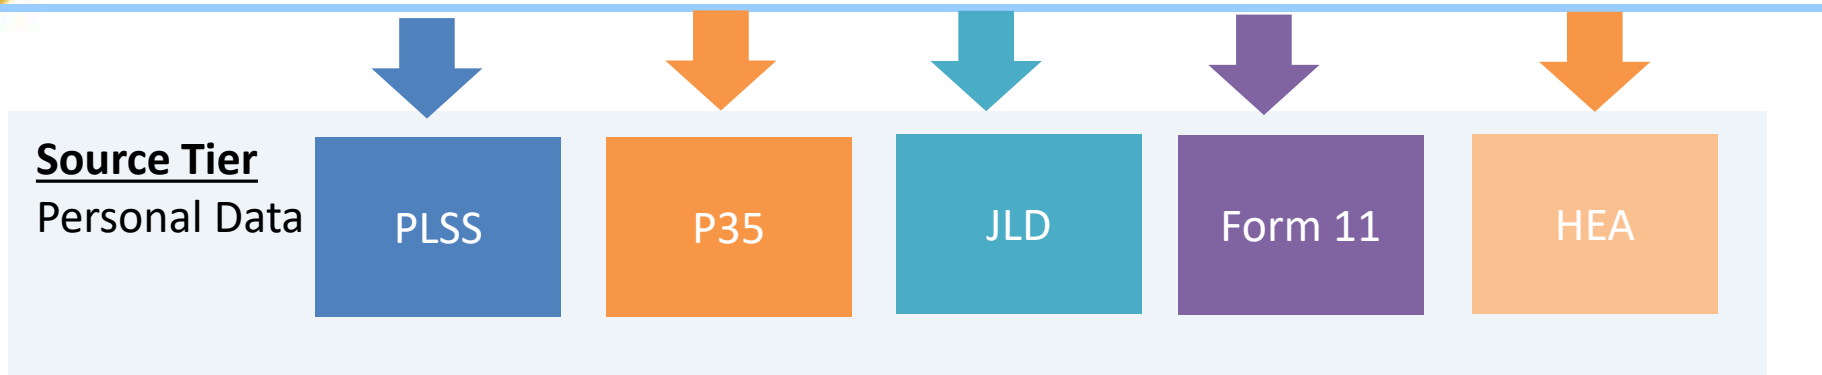 Source Tier
Personal Data
PLSS
P35
JLD
Form 11
HEA